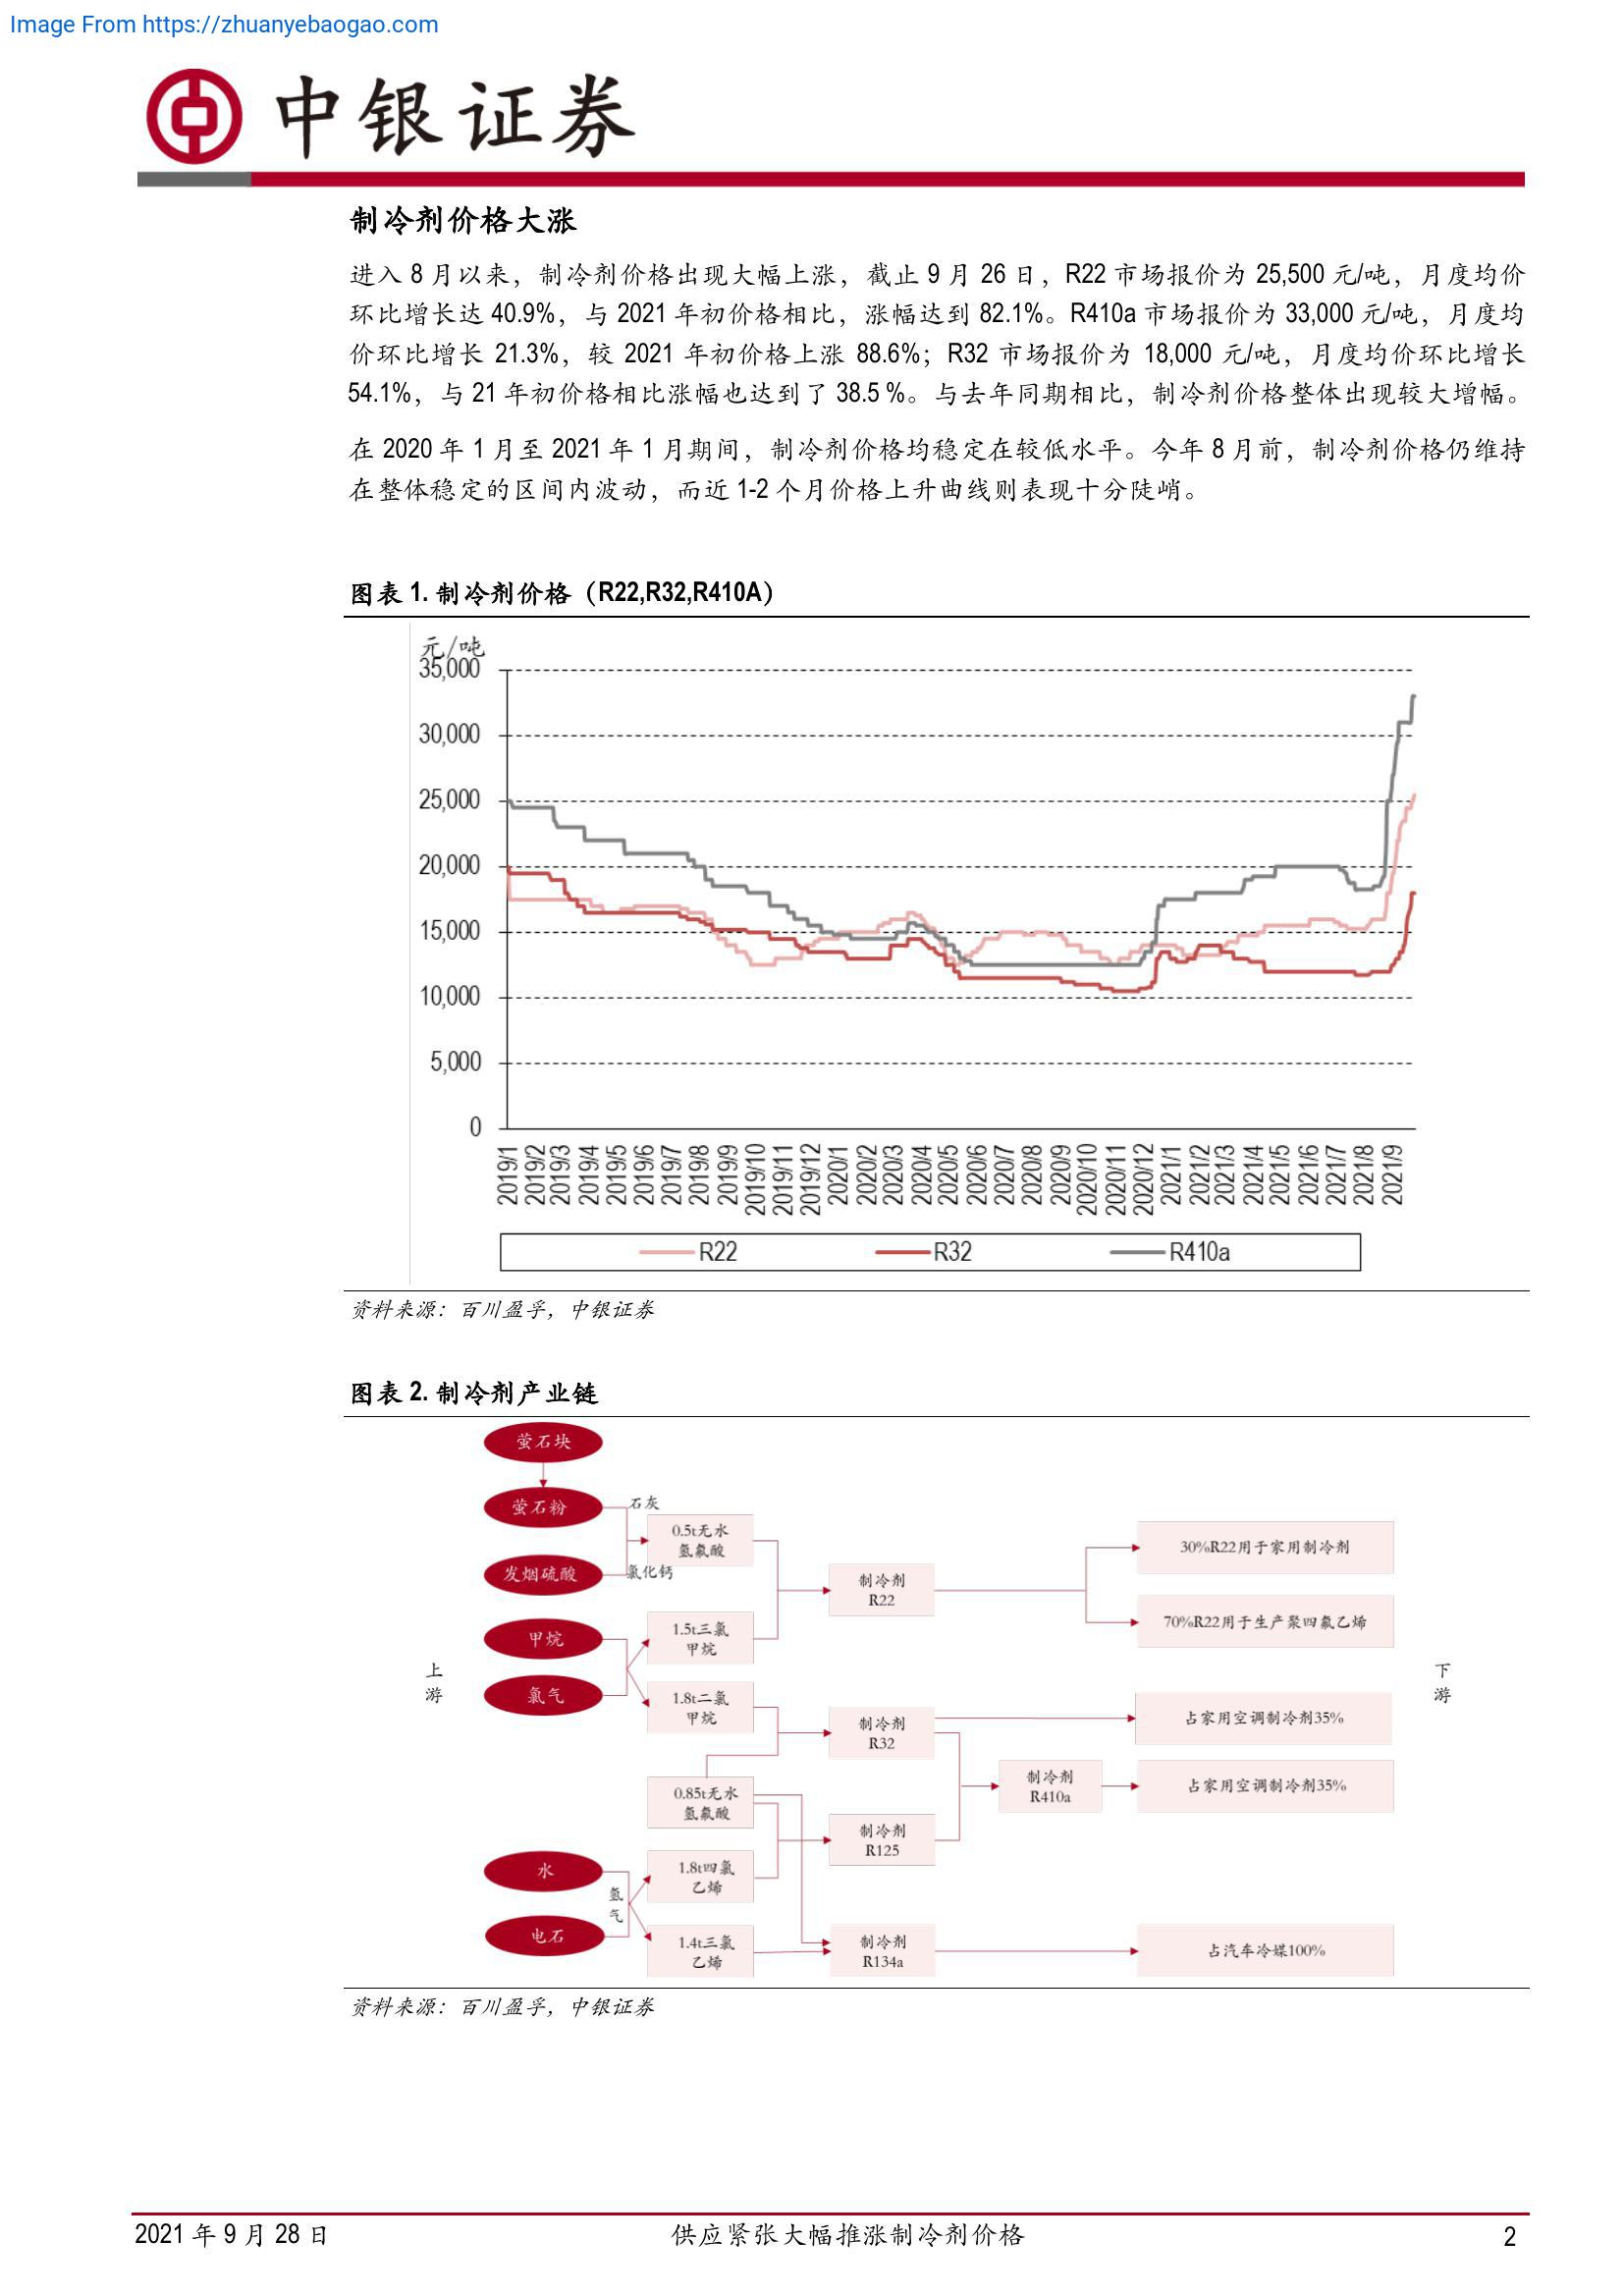 Image From https://zhuanyebaogao.com
中银证券
制冷剂价格大涨
进入 8 月以来，制冷剂价格出现大幅上涨，截止 9 月 26 日，R22 市场报价为 25,500 元/吨，月度均价
环比增长达 40.9%，与 2021 年初价格相比，涨幅达到 82.1%。R410a 市场报价为 33,000 元/吨，月度均
价环比增长 21.3%，较 2021 年初价格上涨 88.6%；R32 市场报价为 18,000 元/吨，月度均价环比增长
54.1%，与 21 年初价格相比涨幅也达到了 38.5 %。与去年同期相比，制冷剂价格整体出现较大增幅。
在 2020 年 1 月至 2021 年 1 月期间，制冷剂价格均稳定在较低水平。今年 8 月前，制冷剂价格仍维持
在整体稳定的区间内波动，而近 1-2 个月价格上升曲线则表现十分陡峭。
图表 1. 制冷剂价格（R22,R32,R410A）
元/吨
35,000
30,000
25,000
20,000
15,000
10,000
5,000
0
2019/1
2019/2
2019/3
2019/4
2019/5
2019/6
2019/7
2019/8
2019/9
2019/10
2019/11
2019/12
2020/1
2020/2
2020/3
2020/4
2020/5
2020/6
2020/7
2020/8
2020/9
2020/10
2020/11
2020/12
2021/1
2021/2
2021/3
2021/4
2021/5
2021/6
2021/7
2021/8
2021/9
R22
R32
R410a
资料来源：百川盈孚，中银证券
图表 2. 制冷剂产业链
萤石块
萤石粉
石灰
0.5t无水
氢氟酸
发烟硫酸
氯化钙
制冷剂
R22
30%R22用于家用制冷剂
70%R22用于生产聚四氟乙烯
甲烷
1.5t三氯
甲烷
上
游
下
游
氯气
1.8t二氯
甲烷
制冷剂
R32
占家用空调制冷剂35%
0.85t无水
氢氟酸
制冷剂
R410a
占家用空调制冷剂35%
制冷剂
R125
水
氢
气
1.8t四氯
乙烯
电石
1.4t三氯
乙烯
制冷剂
R134a
占汽车冷媒100%
资料来源：百川盈孚，中银证券
2021 年 9 月 28 日
供应紧张大幅推涨制冷剂价格
2